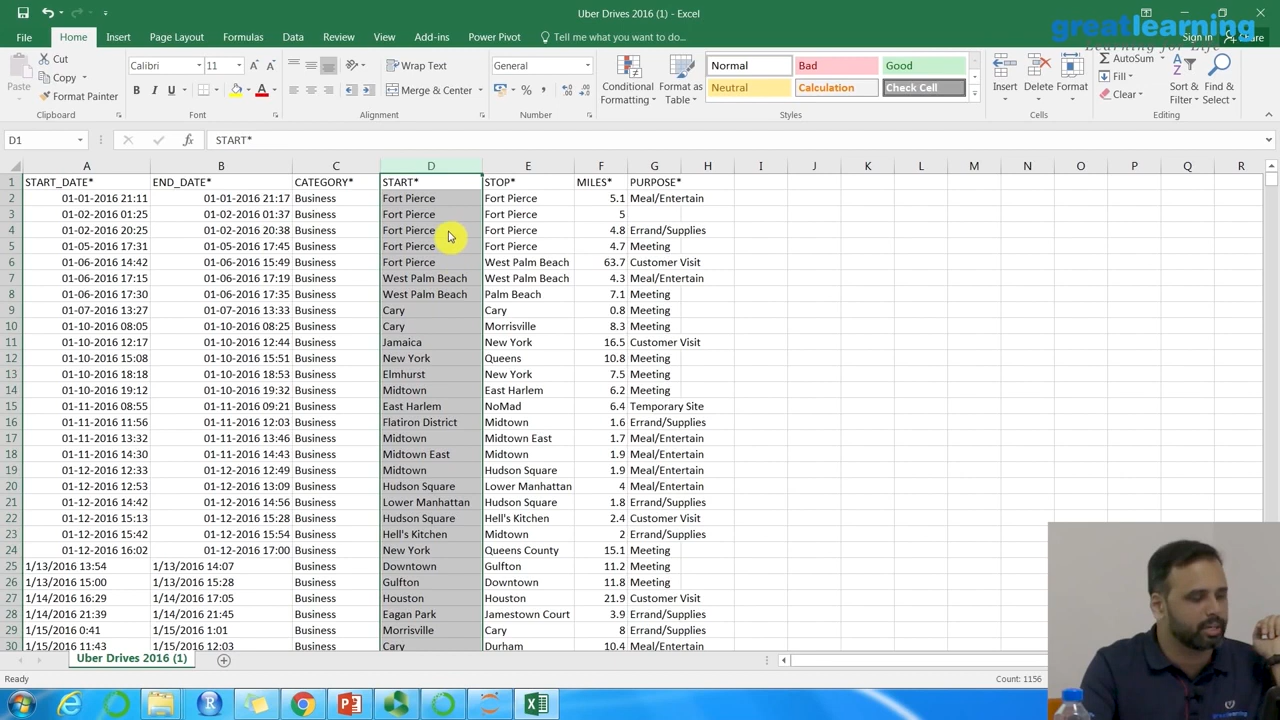 Uber Drives 2016 (1) - Excel
greatlearning
Learning for Life
File Home Insert Page Layout Formulas Data Review View Add-ins Power Pivot Tell me what you want to do... Sign in Share
Paste
Cut
Copy
Format Painter
Clipboard
Calibri 11
B I U
Font
Wrap Text
Merge & Center
Alignment
General
%
Number
Conditional Formatting
Format as Table
Normal Bad Good
Neutral Calculation Check Cell
Styles
Insert Delete Format
Cells
AutoSum
Fill
Clear
Sort & Filter
Find & Select
Editing
D1 fx START*
A B C D E F G H I J K L M N O P Q R
1 START_DATE* END_DATE* CATEGORY* START* STOP* MILES* PURPOSE*
2 01-01-2016 21:11 01-01-2016 21:17 Business Fort Pierce Fort Pierce 5.1 Meal/Entertain
3 01-02-2016 01:25 01-02-2016 01:37 Business Fort Pierce Fort Pierce 5
4 01-02-2016 20:25 01-02-2016 20:38 Business Fort Pierce Fort Pierce 4.8 Errand/Supplies
5 01-05-2016 17:31 01-05-2016 17:45 Business Fort Pierce Fort Pierce 4.7 Meeting
6 01-06-2016 14:42 01-06-2016 15:49 Business Fort Pierce West Palm Beach 63.7 Customer Visit
7 01-06-2016 17:15 01-06-2016 17:19 Business West Palm Beach West Palm Beach 4.3 Meal/Entertain
8 01-06-2016 17:30 01-06-2016 17:35 Business West Palm Beach Palm Beach 7.1 Meeting
9 01-07-2016 13:27 01-07-2016 13:33 Business Cary Cary 0.8 Meeting
10 01-10-2016 08:05 01-10-2016 08:25 Business Cary Morrisville 8.3 Meeting
11 01-10-2016 12:17 01-10-2016 12:44 Business Jamaica New York 16.5 Customer Visit
12 01-10-2016 15:08 01-10-2016 15:51 Business New York Queens 10.8 Meeting
13 01-10-2016 18:18 01-10-2016 18:53 Business Elmhurst New York 7.5 Meeting
14 01-10-2016 19:12 01-10-2016 19:32 Business Midtown East Harlem 6.2 Meeting
15 01-11-2016 08:55 01-11-2016 09:21 Business East Harlem NoMad 6.4 Temporary Site
16 01-11-2016 11:56 01-11-2016 12:03 Business Flatiron District Midtown 1.6 Errand/Supplies
17 01-11-2016 13:32 01-11-2016 13:46 Business Midtown Midtown East 1.7 Meal/Entertain
18 01-11-2016 14:30 01-11-2016 14:43 Business Midtown East Midtown 1.9 Meal/Entertain
19 01-12-2016 12:33 01-12-2016 12:49 Business Midtown Hudson Square 1.9 Meal/Entertain
20 01-12-2016 12:53 01-12-2016 13:09 Business Hudson Square Lower Manhattan 4 Meal/Entertain
21 01-12-2016 14:42 01-12-2016 14:56 Business Lower Manhattan Hudson Square 1.8 Errand/Supplies
22 01-12-2016 15:13 01-12-2016 15:28 Business Hudson Square Hell's Kitchen 2.4 Customer Visit
23 01-12-2016 15:42 01-12-2016 15:54 Business Hell's Kitchen Midtown 2 Errand/Supplies
24 01-12-2016 16:02 01-12-2016 17:00 Business New York Queens County 15.1 Meeting
25 1/13/2016 13:54 1/13/2016 14:07 Business Downtown Gulfton 11.2 Meeting
26 1/13/2016 15:00 1/13/2016 15:28 Business Gulfton Downtown 11.8 Meeting
27 1/14/2016 16:29 1/14/2016 17:05 Business Houston Houston 21.9 Customer Visit
28 1/14/2016 21:39 1/14/2016 21:45 Business Eagan Park Jamestown Court 3.9 Errand/Supplies
29 1/15/2016 0:41 1/15/2016 1:01 Business Morrisville Cary 8 Errand/Supplies
30 1/15/2016 11:43 1/15/2016 12:03 Business Cary Durham 10.4 Meal/Entertain
Uber Drives 2016 (1)
Ready Count: 1156